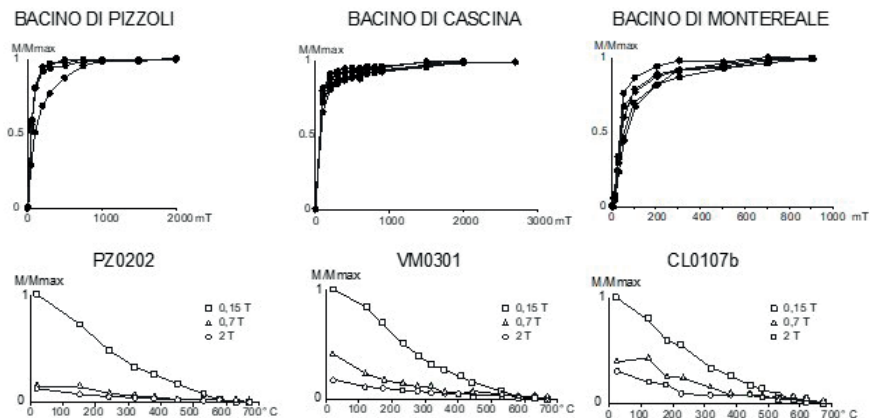 BACINO DI PIZZOLI
BACINO DI CASCINA
BACINO DI MONTEREALE
M/Mmax
M/Mmax
M/Mmax
1
1
1
0.5
0.5
0.5
0
0
0
0 1000 2000 mT
0 1000 2000 3000 mT
0 200 400 600 800 1000 mT
PZ0202
VM0301
CL0107b
M/Mmax
M/Mmax
M/Mmax
1
1
1
0,15 T
0,7 T
2 T
0,15 T
0,7 T
2 T
0,15 T
0,7 T
2 T
0
0
0
0 100 200 300 400 500 600 700° C
0 100 200 300 400 500 600 700° C
0 100 200 300 400 500 600 700° C